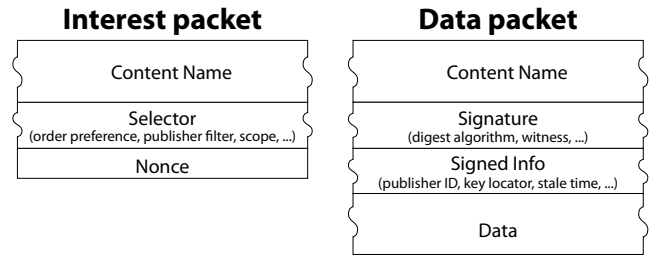 Interest packet
Content Name
Selector
(order preference, publisher filter, scope, ...)
Nonce
Data packet
Content Name
Signature
(digest algorithm, witness, ...)
Signed Info
(publisher ID, key locator, stale time, ...)
Data